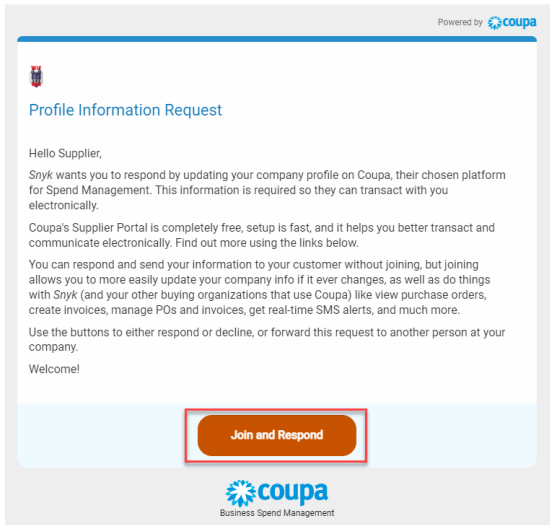 Powered by coupa
Profile Information Request
Hello Supplier,
Snyk wants you to respond by updating your company profile on Coupa, their chosen platform
for Spend Management. This information is required so they can transact with you
electronically.
Coupa's Supplier Portal is completely free, setup is fast, and it helps you better transact and
communicate electronically. Find out more using the links below.
You can respond and send your information to your customer without joining, but joining
allows you to more easily update your company info if it ever changes, as well as do things
with Snyk (and your other buying organizations that use Coupa) like view purchase orders,
create invoices, manage POs and invoices, get real-time SMS alerts, and much more.
Use the buttons to either respond or decline, or forward this request to another person at your
company.
Welcome!
Join and Respond
coupa
Business Spend Management